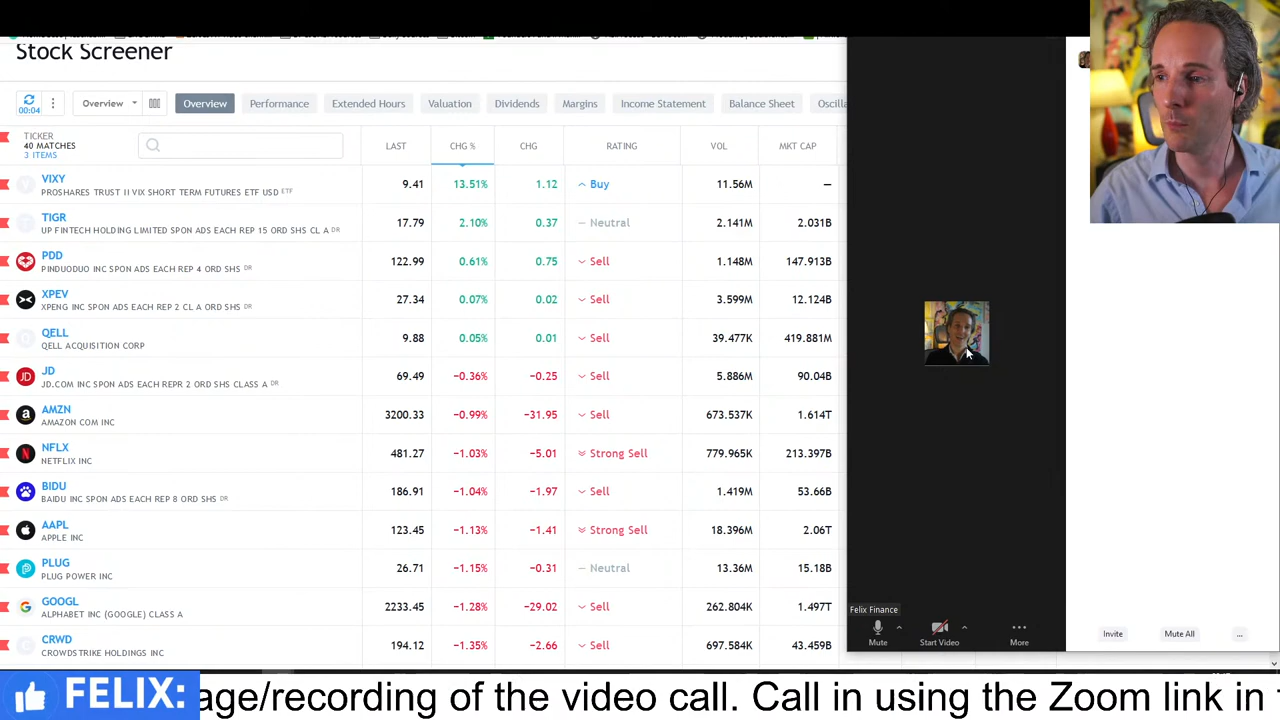 Stock Screener
00:04
Overview
Overview Performance Extended Hours Valuation Dividends Margins Income Statement Balance Sheet Oscilla
TICKER
40 MATCHES
3 ITEMS
LAST CHG % CHG RATING VOL MKT CAP
VIXY
PROSHARES TRUST II VIX SHORT TERM FUTURES ETF USD ETF
9.41 13.51% 1.12 Buy 11.56M —
TIGR
UP FINTECH HOLDING LIMITED SPON ADS EACH REP 15 ORD SHS CL A DR
17.79 2.10% 0.37 — Neutral 2.141M 2.031B
PDD
PINDUODUO INC SPON ADS EACH REP 4 ORD SHS DR
122.99 0.61% 0.75 Sell 1.148M 147.913B
XPEV
XPENG INC SPON ADS EACH REP 2 CL A ORD SHS DR
27.34 0.07% 0.02 Sell 3.599M 12.124B
QELL
QELL ACQUISITION CORP
9.88 0.05% 0.01 Sell 39.477K 419.881M
JD
JD.COM INC SPON ADS EACH REPR 2 ORD SHS CLASS A DR
69.49 −0.36% −0.25 Sell 5.886M 90.04B
AMZN
AMAZON COM INC
3200.33 −0.99% −31.95 Sell 673.537K 1.614T
NFLX
NETFLIX INC
481.27 −1.03% −5.01 Strong Sell 779.965K 213.397B
BIDU
BAIDU INC SPON ADS EACH REP 8 ORD SHS DR
186.91 −1.04% −1.97 Sell 1.419M 53.66B
AAPL
APPLE INC
123.45 −1.13% −1.41 Strong Sell 18.396M 2.06T
PLUG
PLUG POWER INC
26.71 −1.15% −0.31 — Neutral 13.36M 15.18B
GOOGL
ALPHABET INC (GOOGLE) CLASS A
2233.45 −1.28% −29.02 Sell 262.804K 1.497T
CRWD
CROWDSTRIKE HOLDINGS INC
194.12 −1.35% −2.66 Sell 697.584K 43.459B
Felix Finance
Mute Start Video More
Invite Mute All ...
FELIX: age/recording of the video call. Call in using the Zoom link in